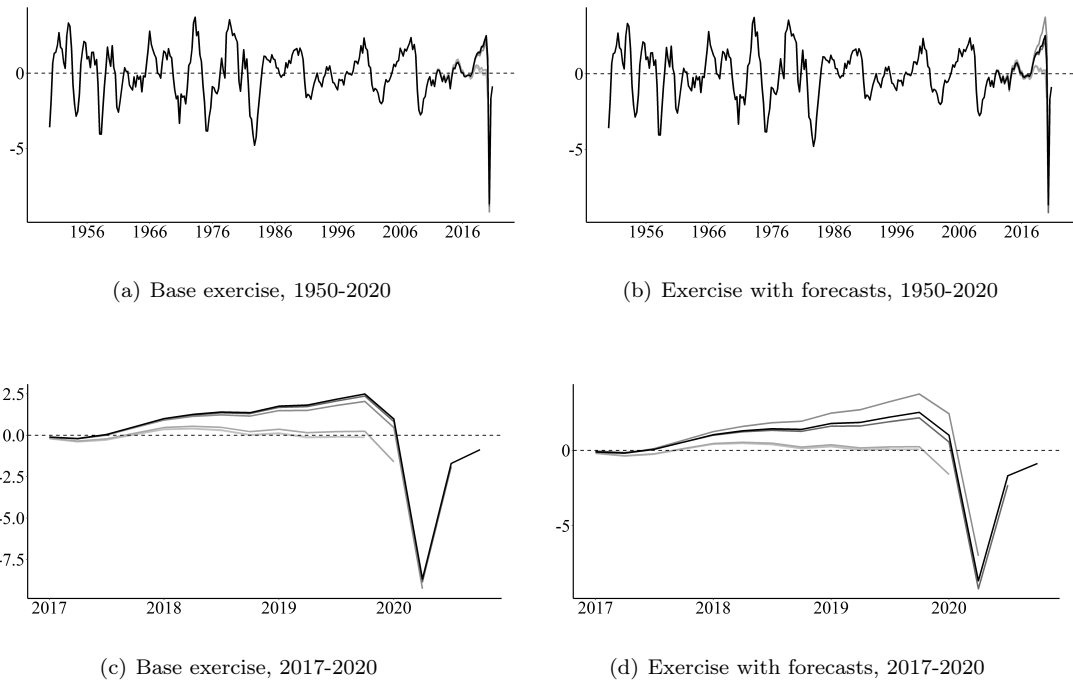 0
-5
1956 1966 1976 1986 1996 2006 2016
(a) Base exercise, 1950-2020
0
-5
1956 1966 1976 1986 1996 2006 2016
(b) Exercise with forecasts, 1950-2020
2.5
0.0
-2.5
-5.0
-7.5
2017 2018 2019 2020
(c) Base exercise, 2017-2020
0
-5
2017 2018 2019 2020
(d) Exercise with forecasts, 2017-2020